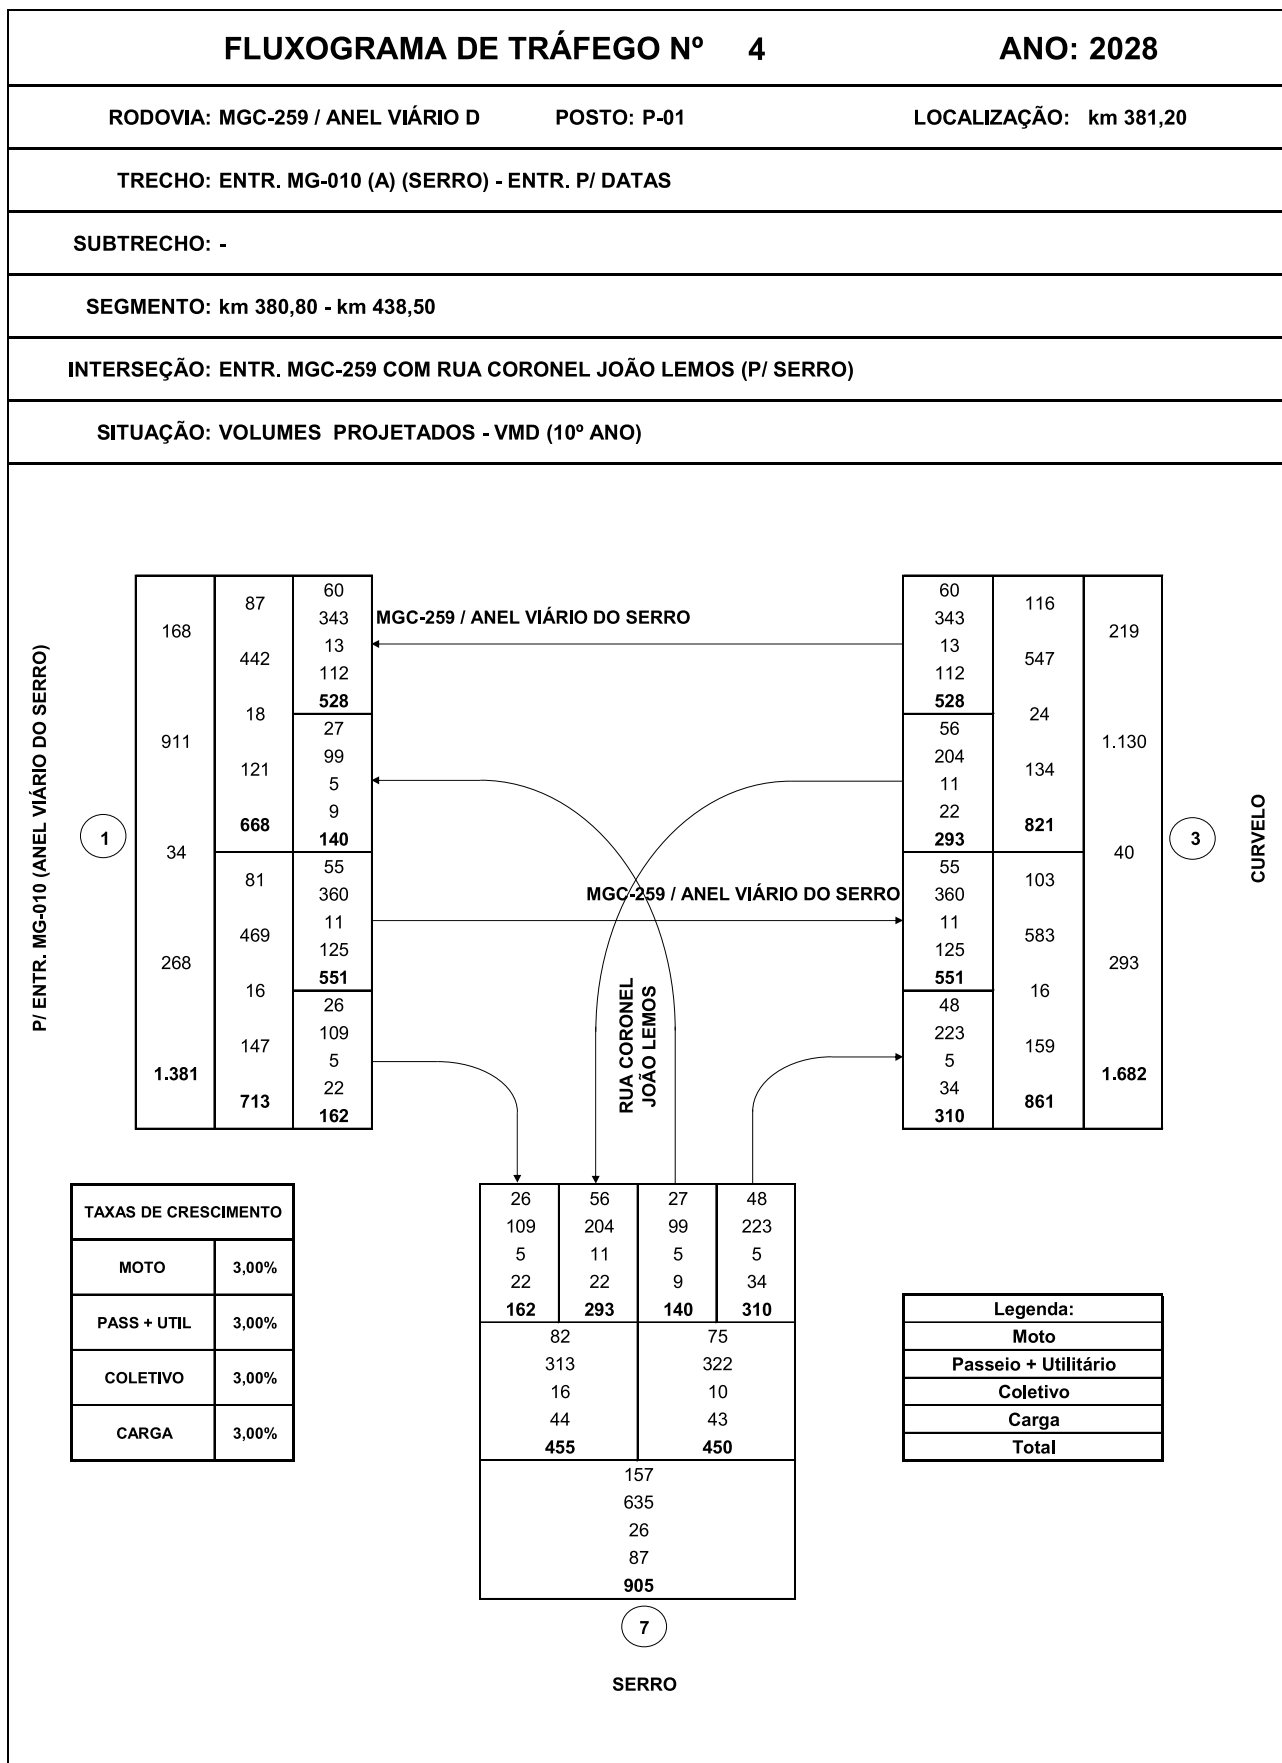 FLUXOGRAMA DE TRÁFEGO Nº 4 ANO: 2028
RODOVIA: MGC-259 / ANEL VIÁRIO D POSTO: P-01 LOCALIZAÇÃO: km 381,20
TRECHO: ENTR. MG-010 (A) (SERRO) - ENTR. P/ DATAS
SUBTRECHO: -
SEGMENTO: km 380,80 - km 438,50
INTERSEÇÃO: ENTR. MGC-259 COM RUA CORONEL JOÃO LEMOS (P/ SERRO)
SITUAÇÃO: VOLUMES PROJETADOS - VMD (10º ANO)
P/ ENTR. MG-010 (ANEL VIÁRIO DO SERRO)
1
168
911
34
268
1.381
87
442
18
121
668
81
469
16
147
713
60
343
13
112
528
27
99
5
9
140
55
360
11
125
551
26
109
5
22
162
MGC-259 / ANEL VIÁRIO DO SERRO
MGC-259 / ANEL VIÁRIO DO SERRO
RUA CORONEL
JOÃO LEMOS
60
343
13
112
528
56
204
11
22
293
55
360
11
125
551
48
223
5
34
310
116
547
24
134
821
103
583
16
159
861
219
1.130
40
293
1.682
3
CURVELO
TAXAS DE CRESCIMENTO
MOTO 3,00%
PASS + UTIL 3,00%
COLETIVO 3,00%
CARGA 3,00%
26 56 27 48
109 204 99 223
5 11 5 5
22 22 9 34
162 293 140 310
82 75
313 322
16 10
44 43
455 450
157
635
26
87
905
7
SERRO
Legenda:
Moto
Passeio + Utilitário
Coletivo
Carga
Total